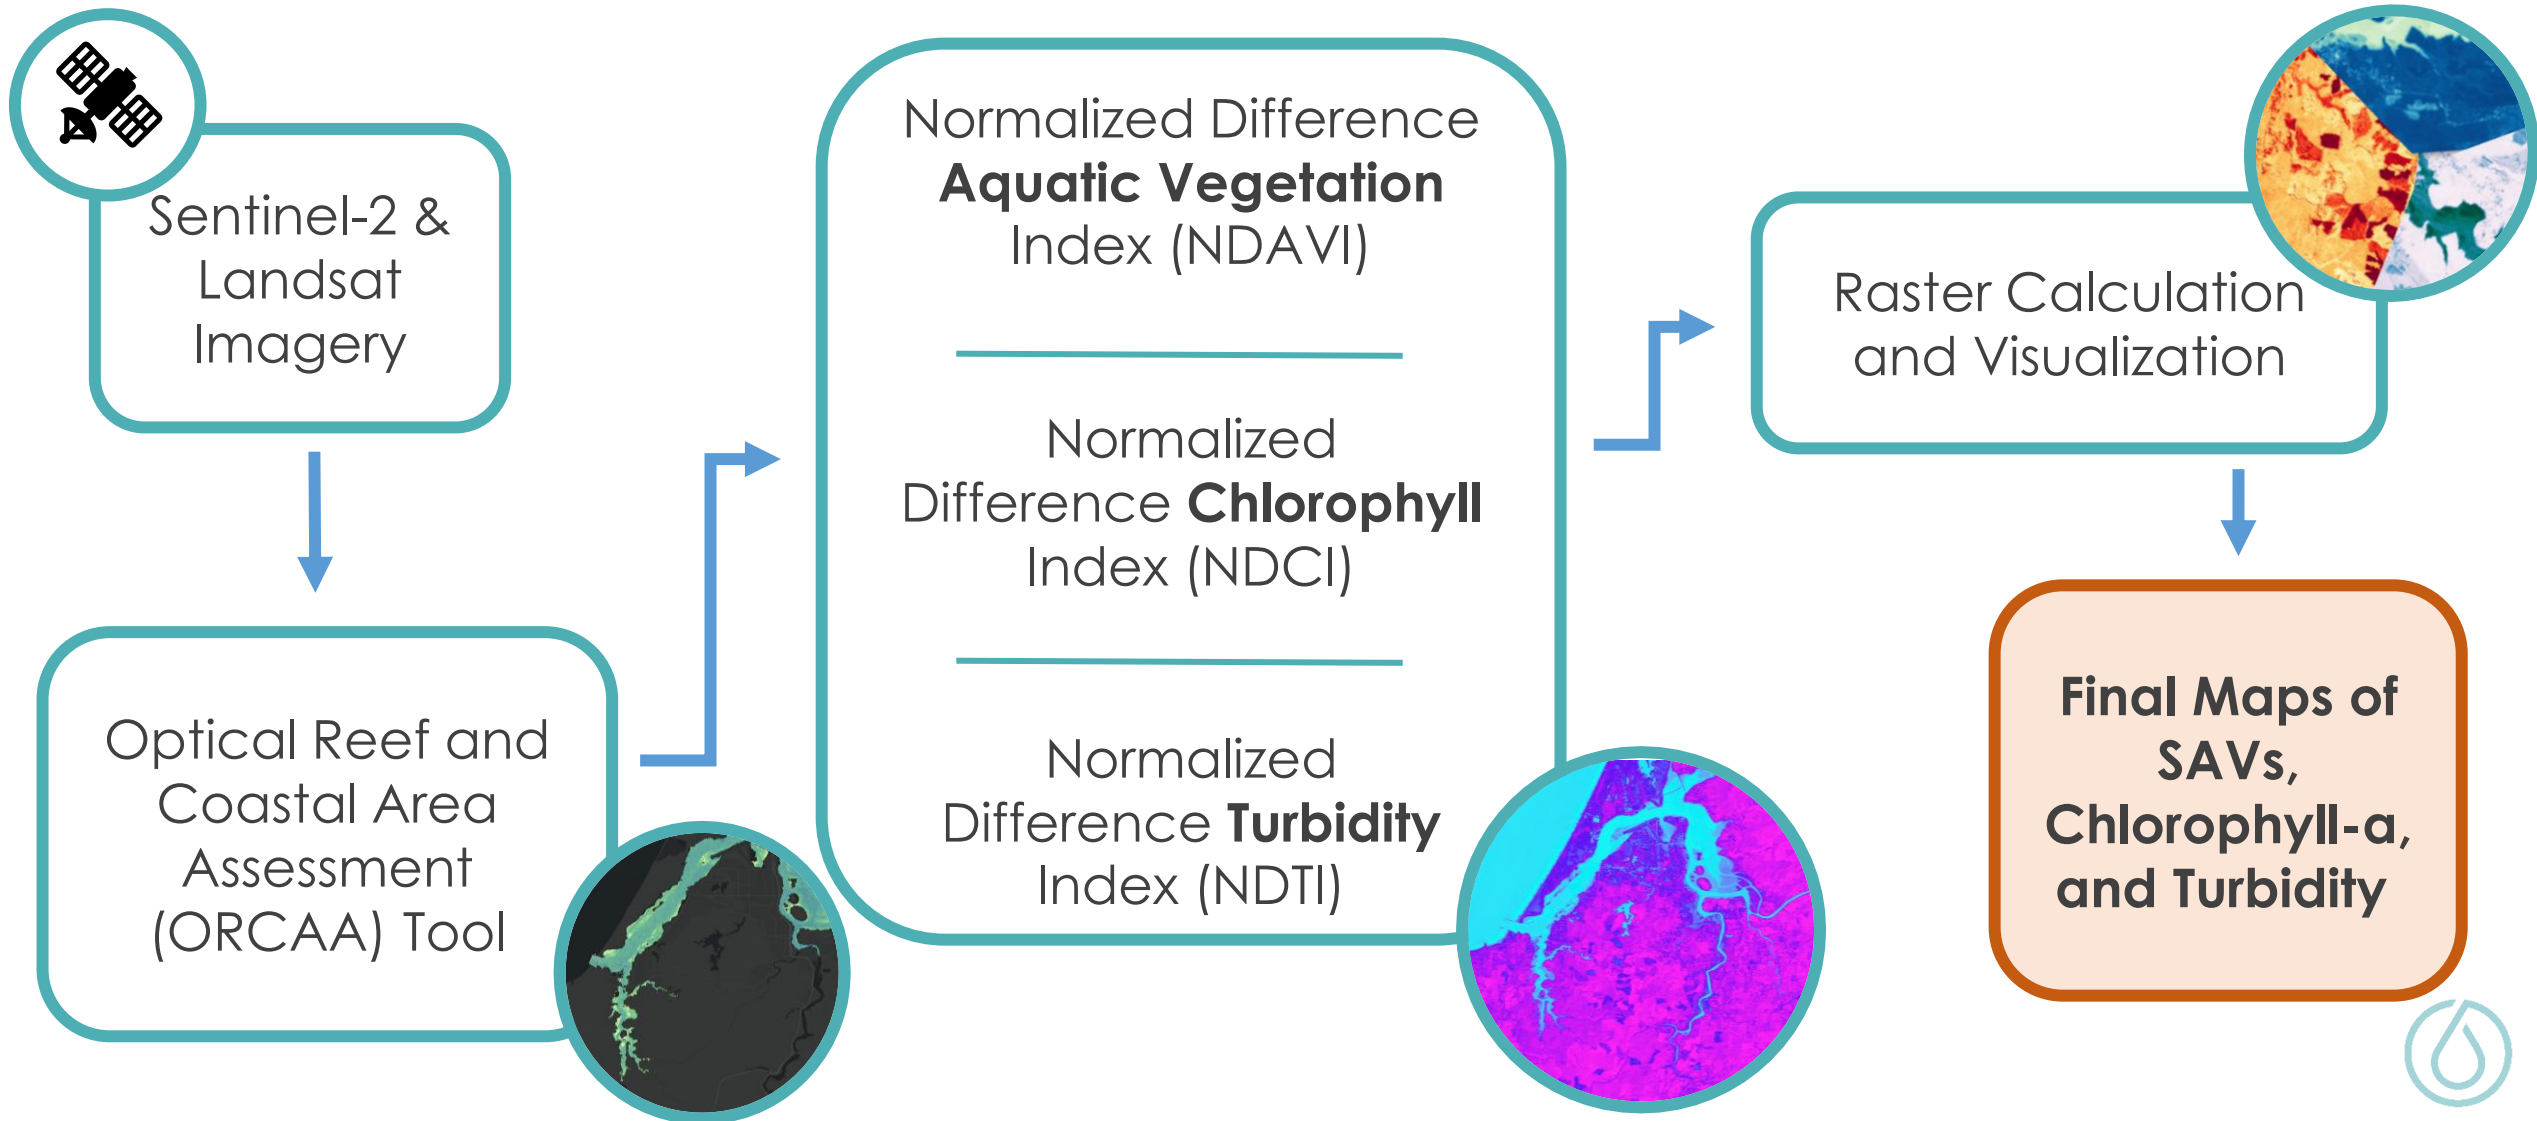 Sentinel-2 &
Landsat
Imagery
Optical Reef and
Coastal Area
Assessment
(ORCAA) Tool
Normalized Difference
Aquatic Vegetation
Index (NDAVI)
Normalized
Difference Chlorophyll
Index (NDCI)
Normalized
Difference Turbidity
Index (NDTI)
Raster Calculation
and Visualization
Final Maps of
SAVs,
Chlorophyll-a,
and Turbidity